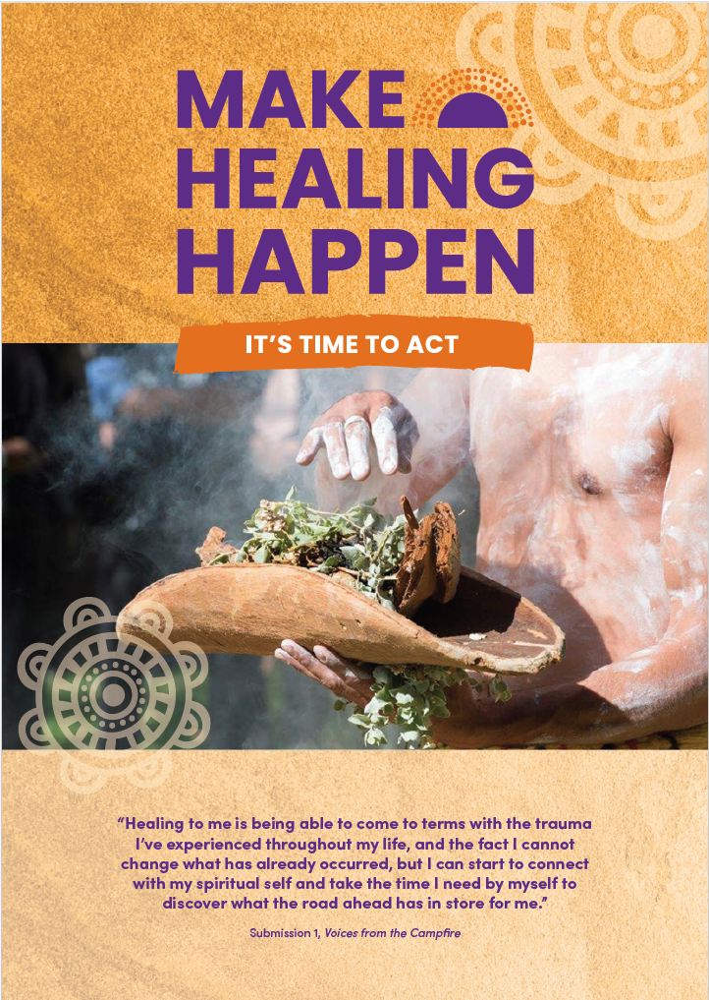 MAKE
HEALING
HAPPEN
IT’S TIME TO ACT
“Healing to me is being able to come to terms with the trauma
I’ve experienced throughout my life, and the fact I cannot
change what has already occurred, but I can start to connect
with my spiritual self and take the time I need by myself to
discover what the road ahead has in store for me.”
Submission 1, Voices from the Campfire